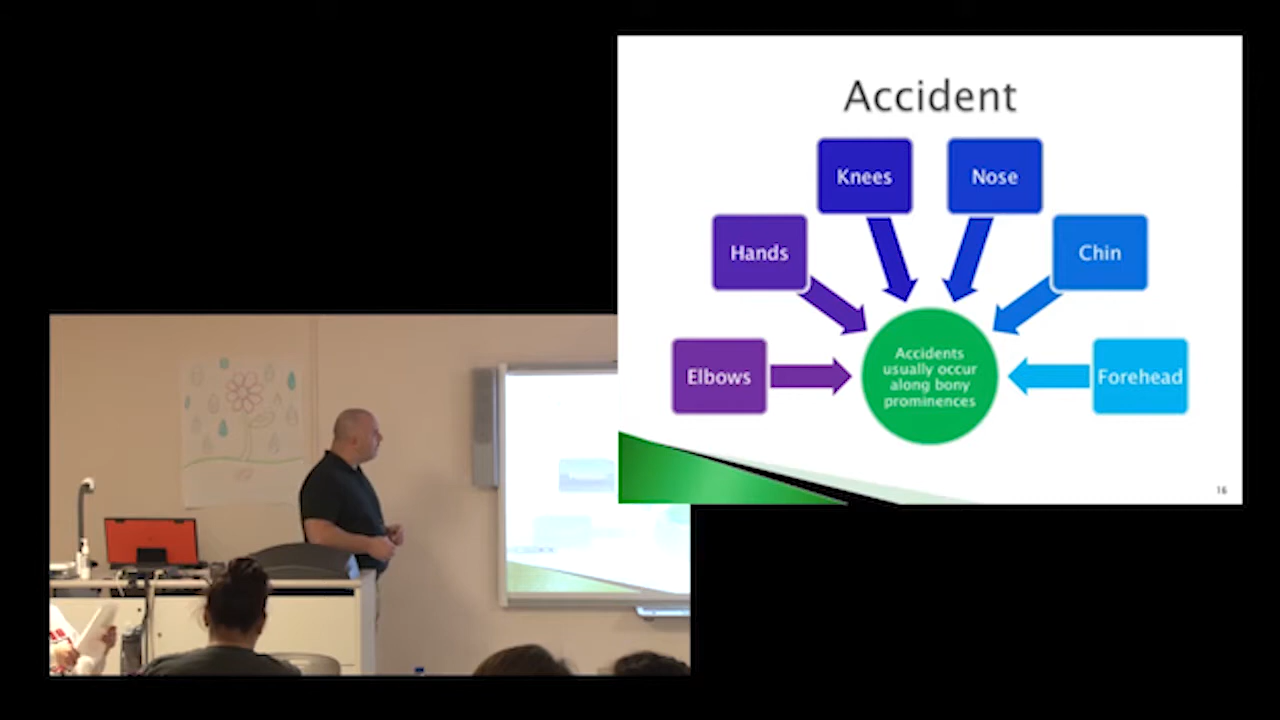 Accident
Knees
Nose
Hands
Chin
Elbows
Accidents
usually occur
along bony
prominences
Forehead
16